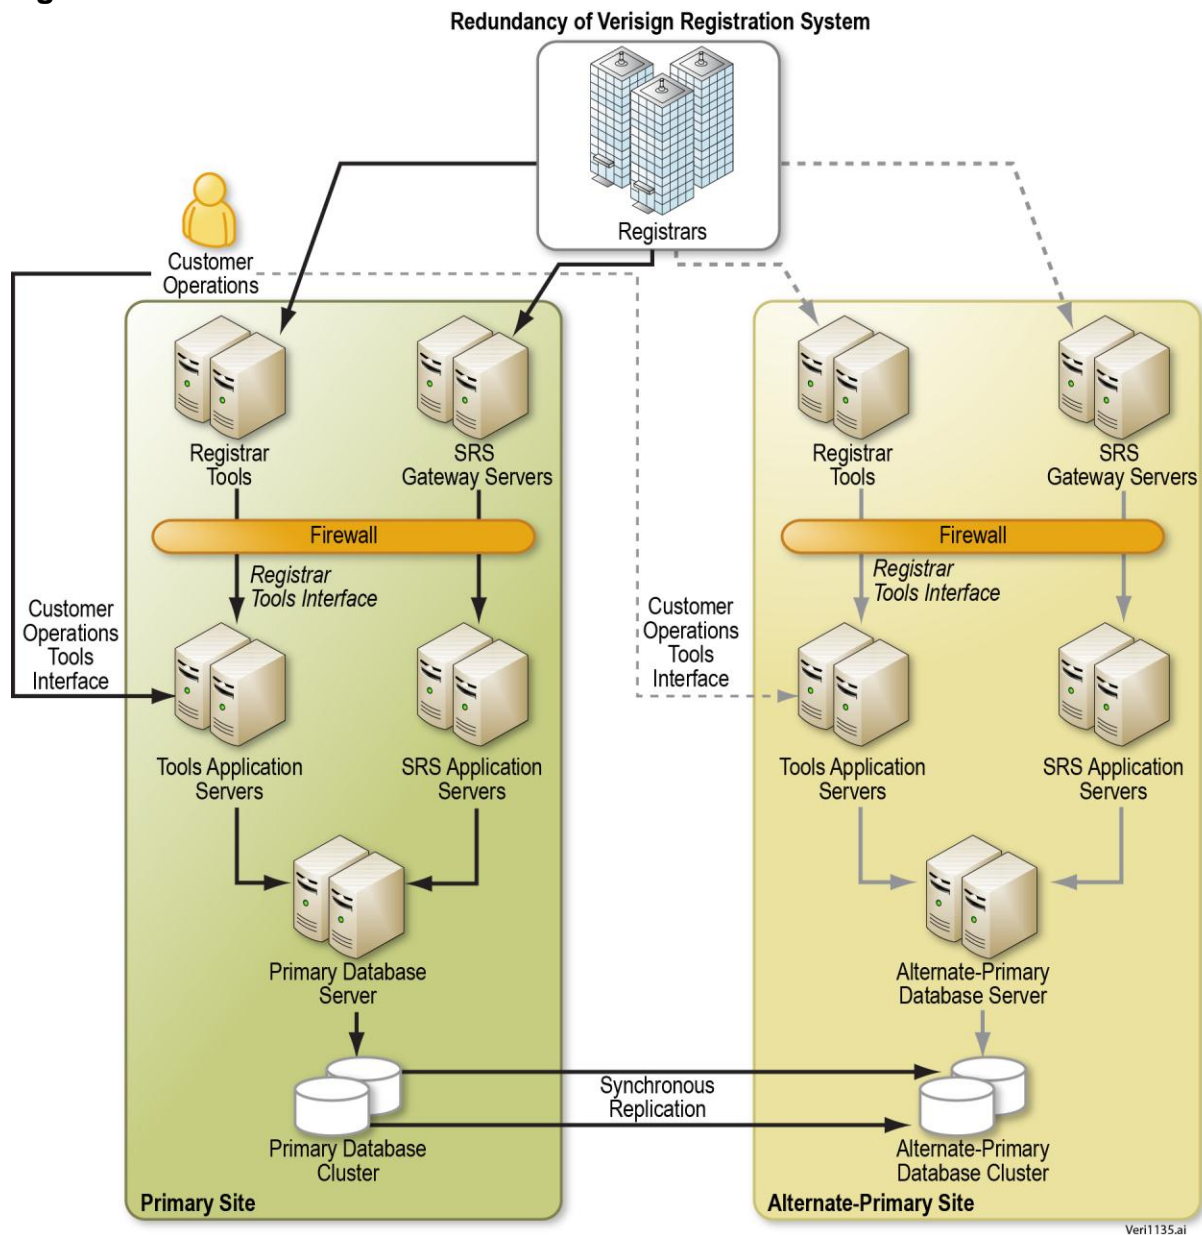 Redundancy of Verisign Registration System
Registrars
Customer
Operations
Registrar
Tools
SRS
Gateway Servers
Firewall
Registrar
Tools Interface
Customer
Operations
Tools
Interface
Tools Application
Servers
SRS Application
Servers
Primary Database
Server
Primary Database
Cluster
Primary Site
Synchronous
Replication
Customer
Operations
Tools
Interface
Registrar
Tools
SRS
Gateway Servers
Firewall
Registrar
Tools Interface
Tools Application
Servers
SRS Application
Servers
Alternate-Primary
Database Server
Alternate-Primary
Database Cluster
Alternate-Primary Site
Veri1135.ai